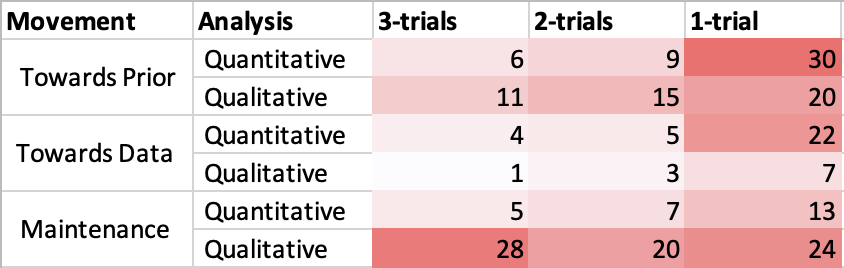 Movement Analysis 3-trials 2-trials 1-trial
Towards Prior Quantitative 6 9 30
Qualitative 11 15 20
Towards Data Quantitative 4 5 22
Qualitative 1 3 7
Maintenance Quantitative 5 7 13
Qualitative 28 20 24